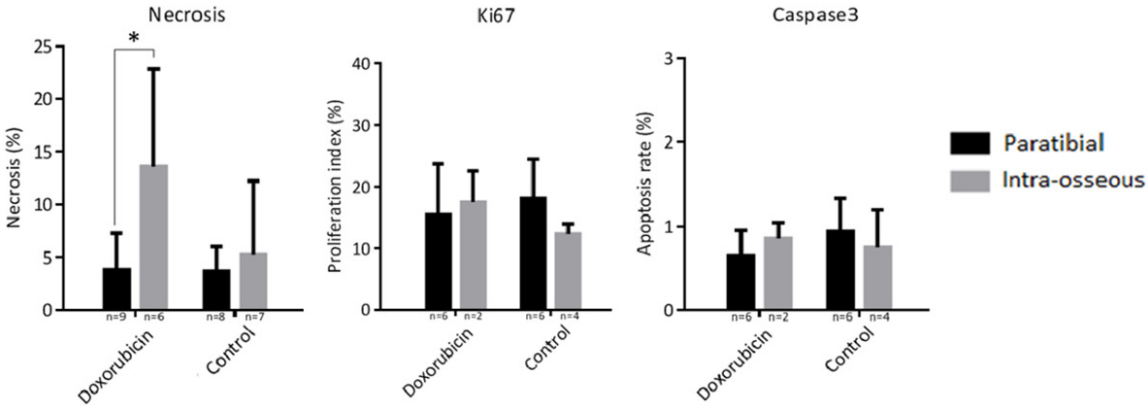 Necrosis
Ki67
Caspase3
*
Necrosis (%)
25
20
15
10
5
0
n=9 n=6 n=8 n=7
Doxorubicin
Control
Proliferation index (%)
40
30
20
10
0
n=6 n=2 n=6 n=4
Doxorubicin
Control
Apoptosis rate (%)
3
2
1
0
n=6 n=2 n=6 n=4
Doxorubicin
Control
Paratibial
Intra-osseous